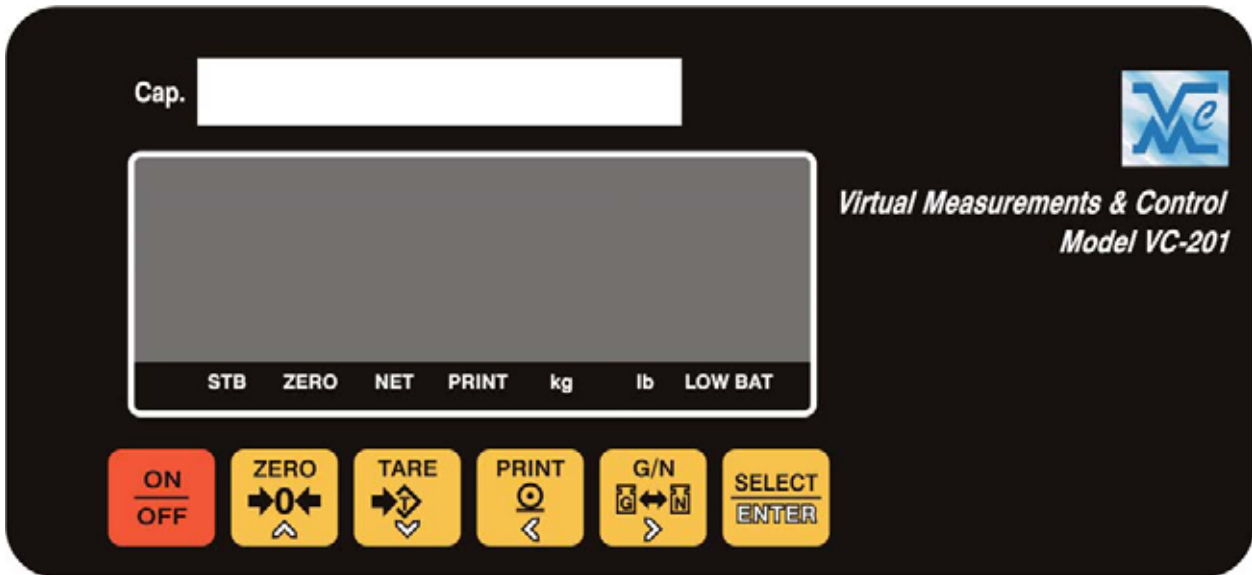 Cap.
VMC
Virtual Measurements & Control
Model VC-201
STB ZERO NET PRINT kg lb LOW BAT
ON
OFF
ZERO
0
TARE
T
PRINT
G/N
G N
SELECT
ENTER